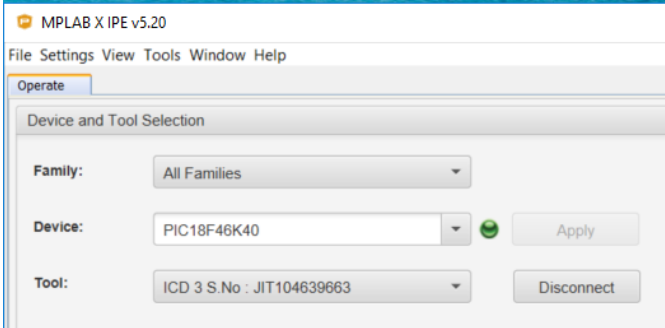 MPLAB X IPE v5.20
File Settings View Tools Window Help
Operate
Device and Tool Selection
Family: All Families
Device: PIC18F46K40 Apply
Tool: ICD 3 S.No : JIT104639663 Disconnect